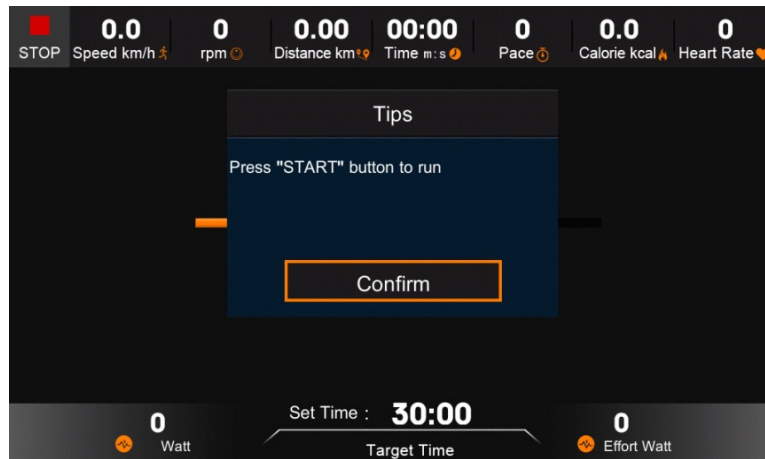 0.0 0 0.00 00:00 0 0.0 0
STOP Speed km/h rpm Distance km Time m:s Pace Calorie kcal Heart Rate
Tips
Press "START" button to run
Confirm
Set Time : 30:00
0 0
Watt Target Time Effort Watt